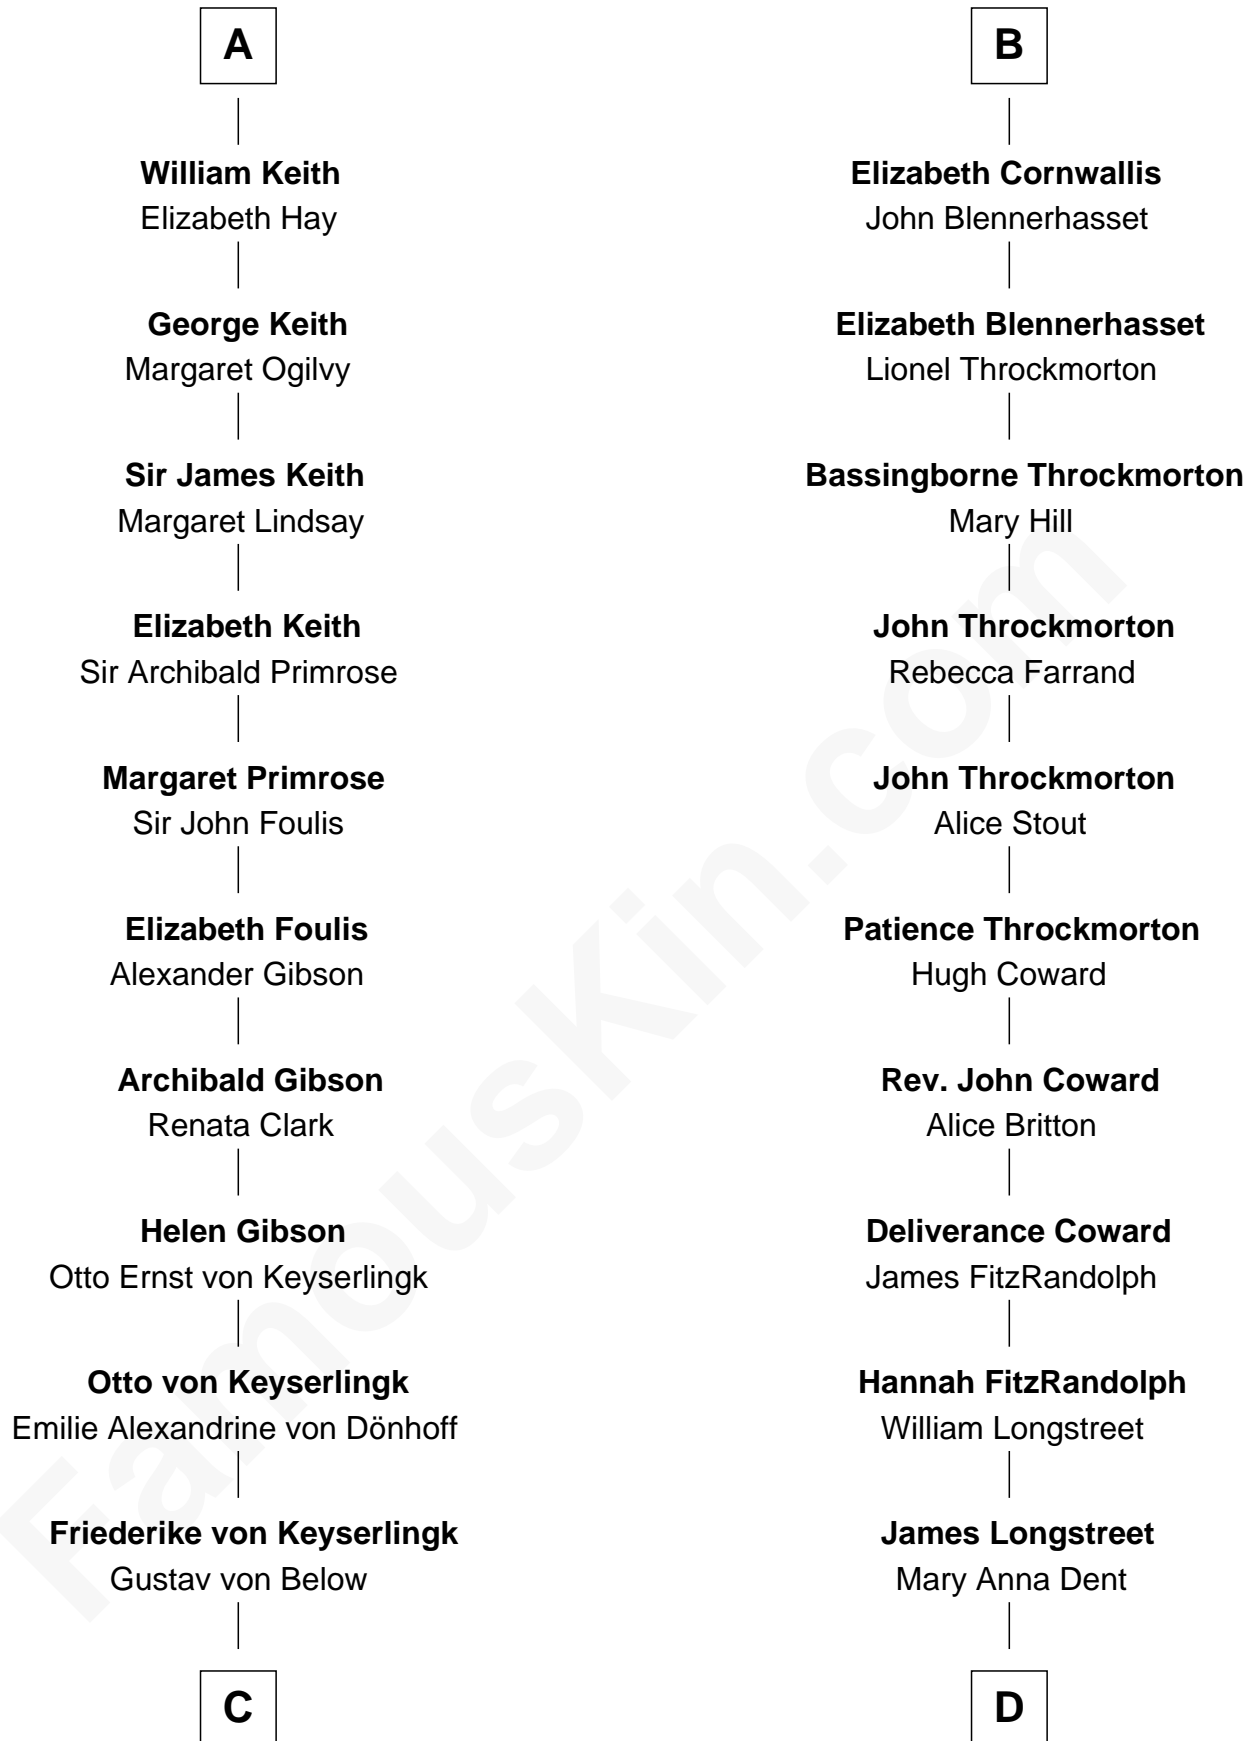 A
William Keith
Elizabeth Hay
George Keith
Margaret Ogilvy
Sir James Keith
Margaret Lindsay
Elizabeth Keith
Sir Archibald Primrose
Margaret Primrose
Sir John Foulis
Elizabeth Foulis
Alexander Gibson
Archibald Gibson
Renata Clark
Helen Gibson
Otto Ernst von Keyserlingk
Otto von Keyserlingk
Emilie Alexandrine von Dönhoff
Friederike von Keyserlingk
Gustav von Below
C
B
Elizabeth Cornwallis
John Blennerhasset
Elizabeth Blennerhasset
Lionel Throckmorton
Bassingborne Throckmorton
Mary Hill
John Throckmorton
Rebecca Farrand
John Throckmorton
Alice Stout
Patience Throckmorton
Hugh Coward
Rev. John Coward
Alice Britton
Deliverance Coward
James FitzRandolph
Hannah FitzRandolph
William Longstreet
James Longstreet
Mary Anna Dent
D
FamousKin.com